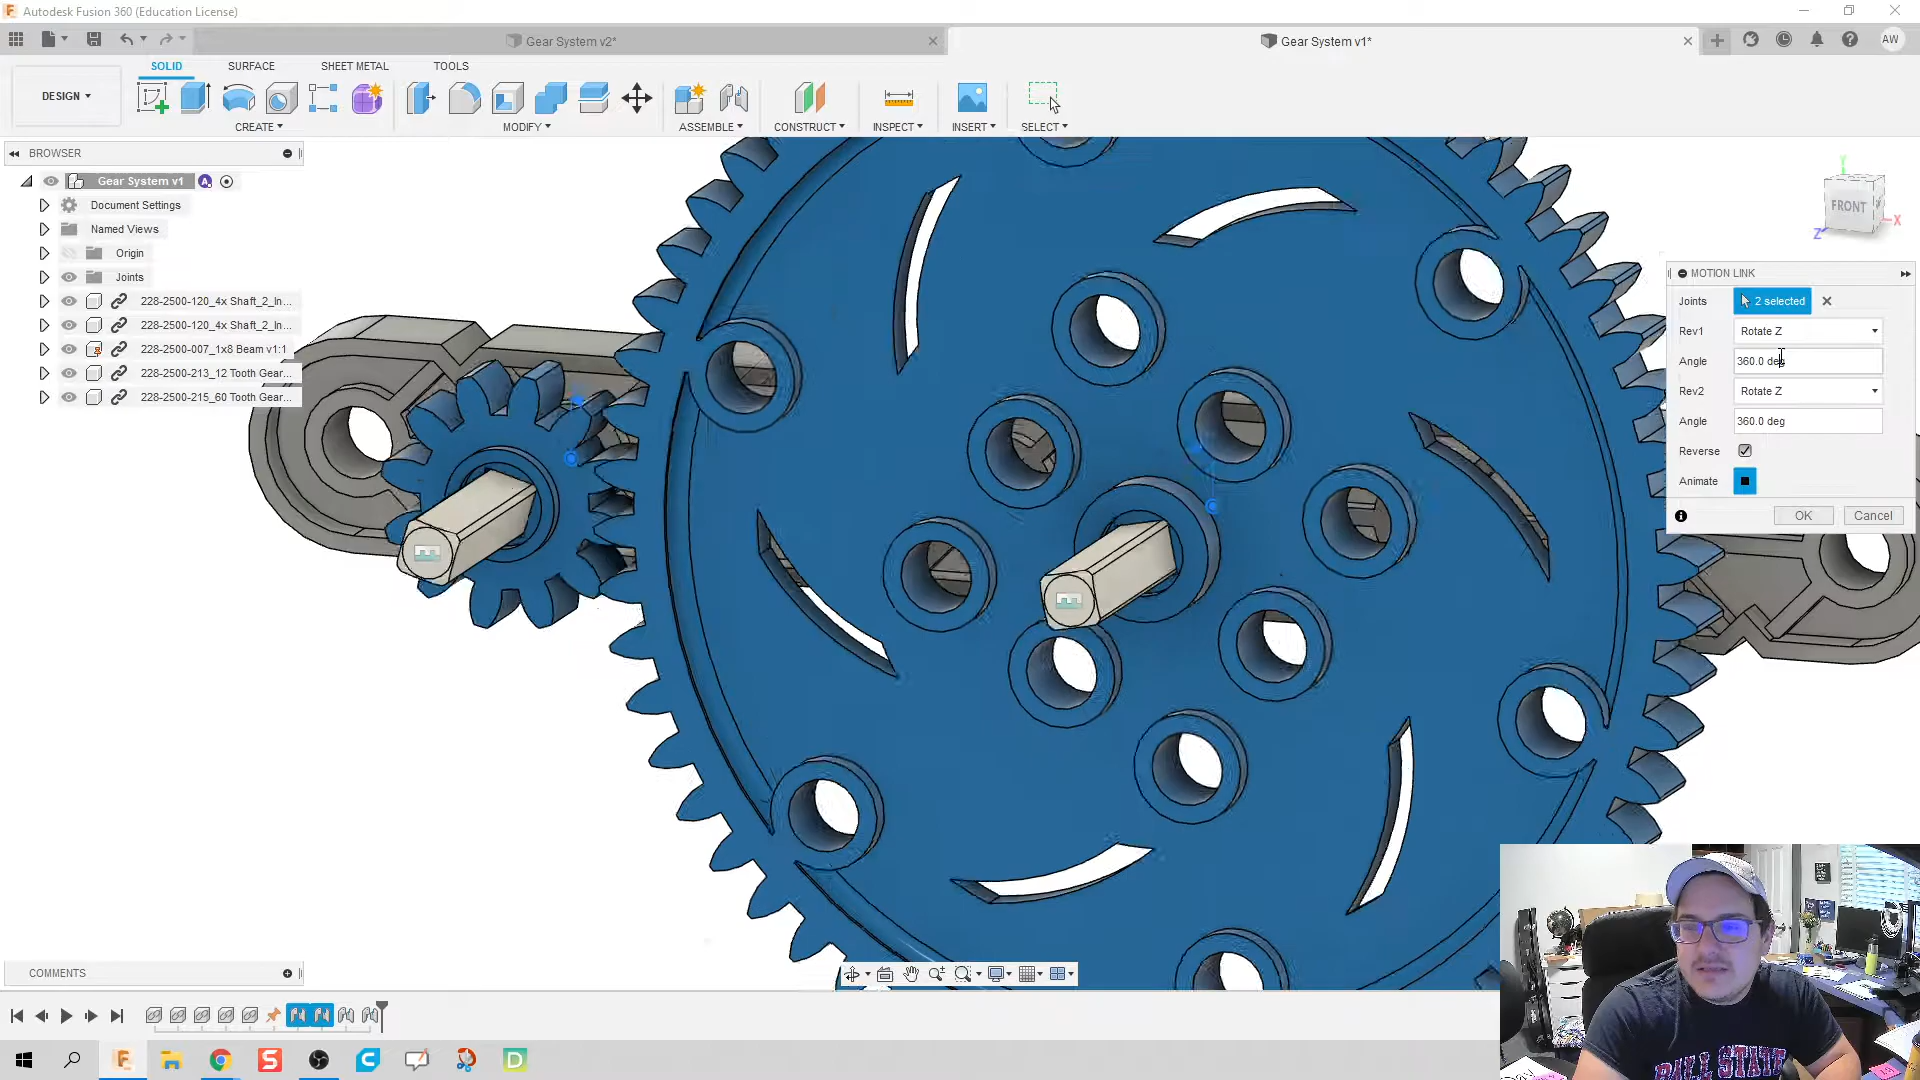 Autodesk Fusion 360 (Education License)
Gear System v2*
Gear System v1*
AW
SOLID
SURFACE
SHEET METAL
TOOLS
DESIGN
CREATE
MODIFY
ASSEMBLE
CONSTRUCT
INSPECT
INSERT
SELECT
BROWSER
Gear System v1
Document Settings
Named Views
Origin
Joints
228-2500-120_4x Shaft_2_In...
228-2500-120_4x Shaft_2_In...
228-2500-007_1x8 Beam v1:1
228-2500-213_12 Tooth Gear...
228-2500-215_60 Tooth Gear...
Y
FRONT
X
Z
MOTION LINK
Joints 2 selected
Rev1 Rotate Z
Angle 360.0 deg
Rev2 Rotate Z
Angle 360.0 deg
Reverse
Animate
OK Cancel
COMMENTS
BALL STATE